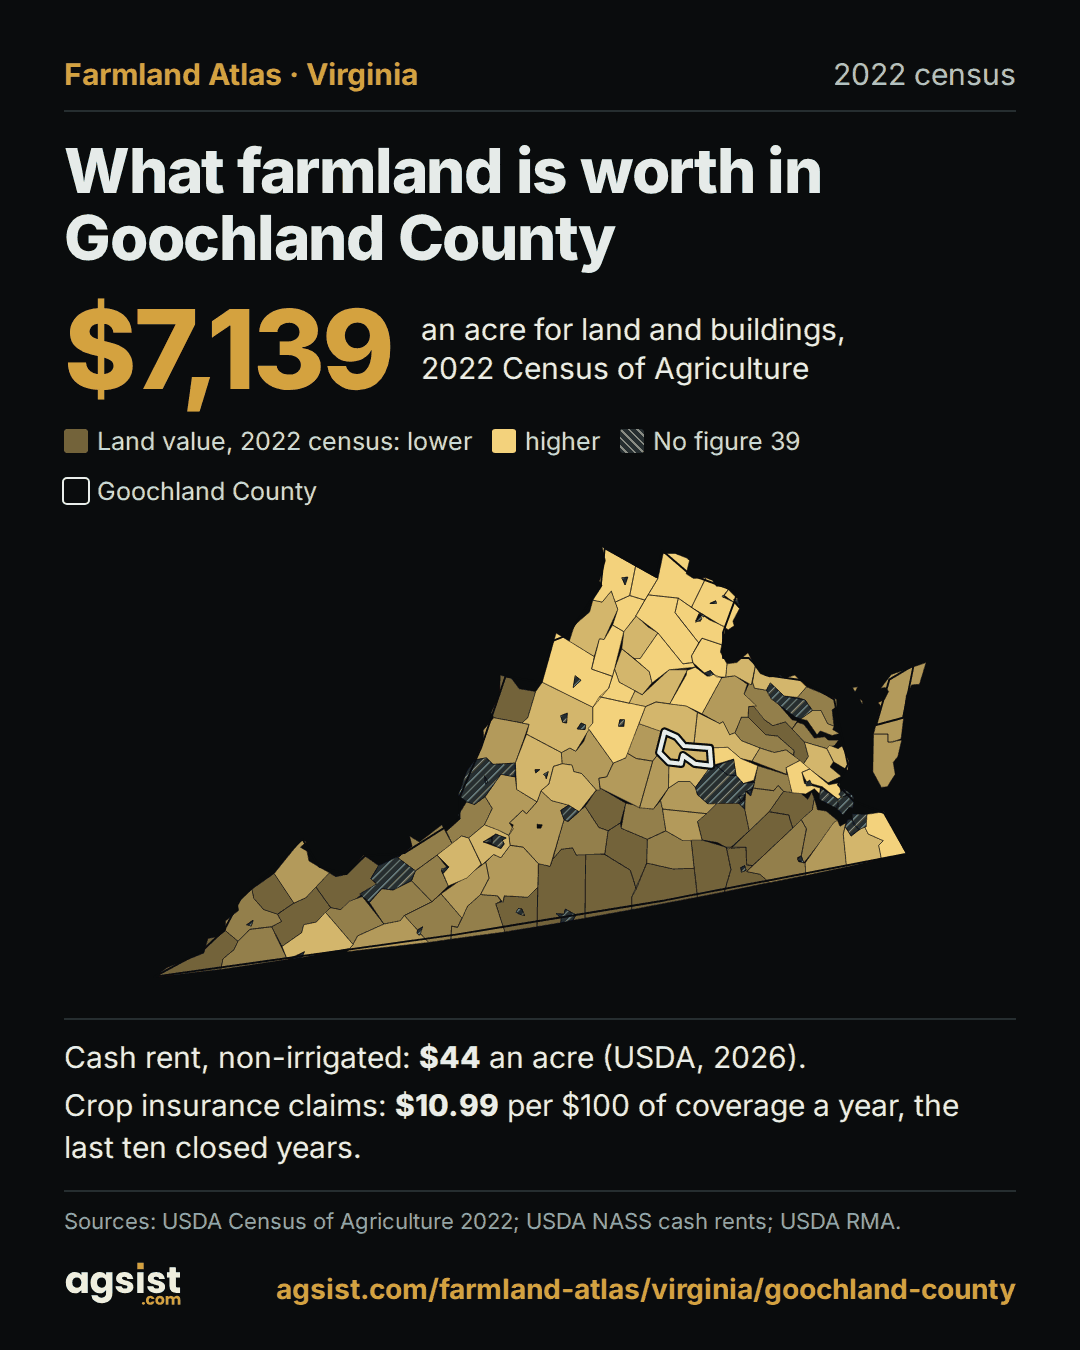 Farmland Atlas · Virginia
2022 census
What farmland is worth in
Goochland County
$7,139
an acre for land and buildings,
2022 Census of Agriculture
Land value, 2022 census: lower
higher
No figure 39
Goochland County
Cash rent, non-irrigated: $44 an acre (USDA, 2026).
Crop insurance claims: $10.99 per $100 of coverage a year, the
last ten closed years.
Sources: USDA Census of Agriculture 2022; USDA NASS cash rents; USDA RMA.
agsist
.com
agsist.com/farmland-atlas/virginia/goochland-county